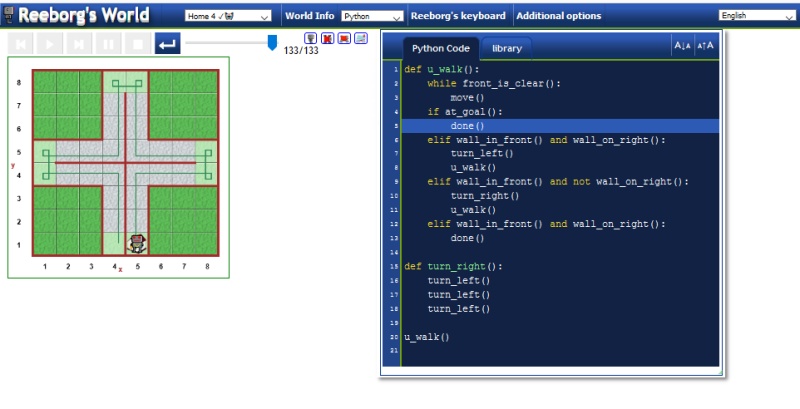 Reeborg's World
Home 4 ✓
World Info
Python
Reeborg's keyboard
Additional options
English
133/133
Python Code
library
A↓A
A↑A
8
7
6
5
4
3
2
1
y
1 2 3 4 x 5 6 7 8
1 def u_walk():
2 while front_is_clear():
3 move()
4 if at_goal():
5 done()
6 elif wall_in_front() and wall_on_right():
7 turn_left()
8 u_walk()
9 elif wall_in_front() and not wall_on_right():
10 turn_right()
11 u_walk()
12 elif wall_in_front() and wall_on_right():
13 done()
14
15 def turn_right():
16 turn_left()
17 turn_left()
18 turn_left()
19
20 u_walk()
21